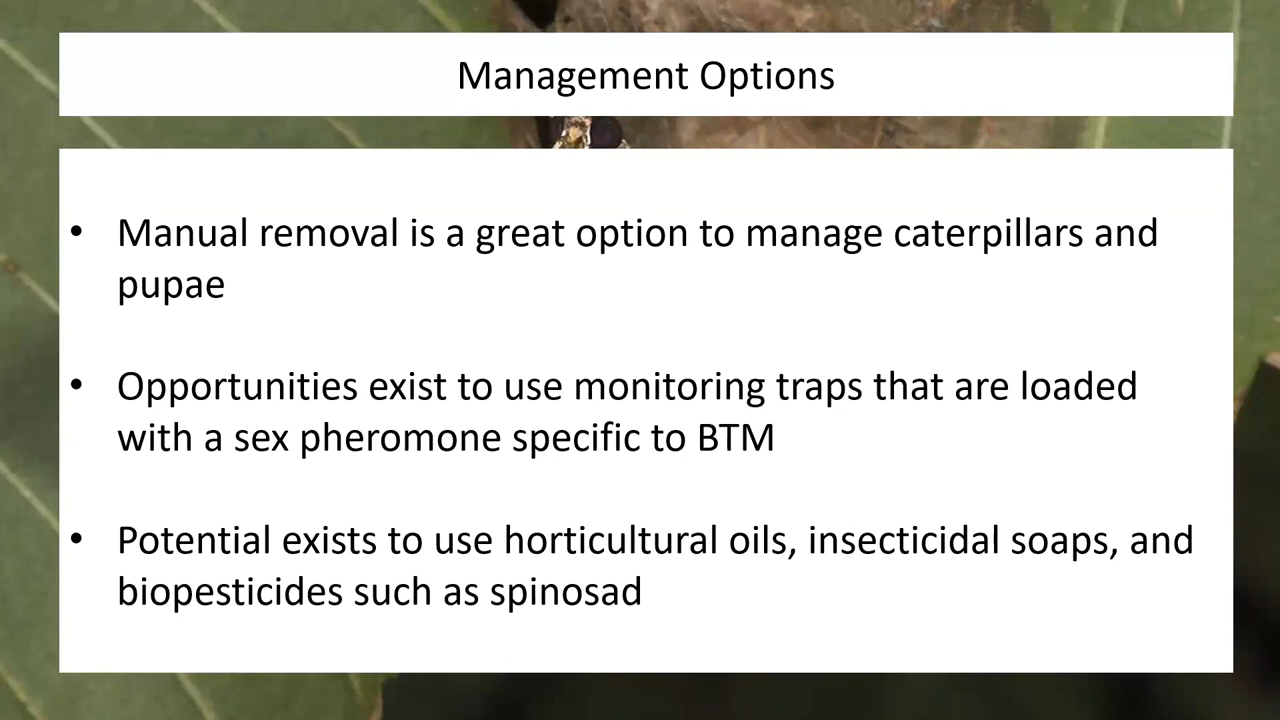 Management Options
• Manual removal is a great option to manage caterpillars and
pupae
• Opportunities exist to use monitoring traps that are loaded
with a sex pheromone specific to BTM
• Potential exists to use horticultural oils, insecticidal soaps, and
biopesticides such as spinosad